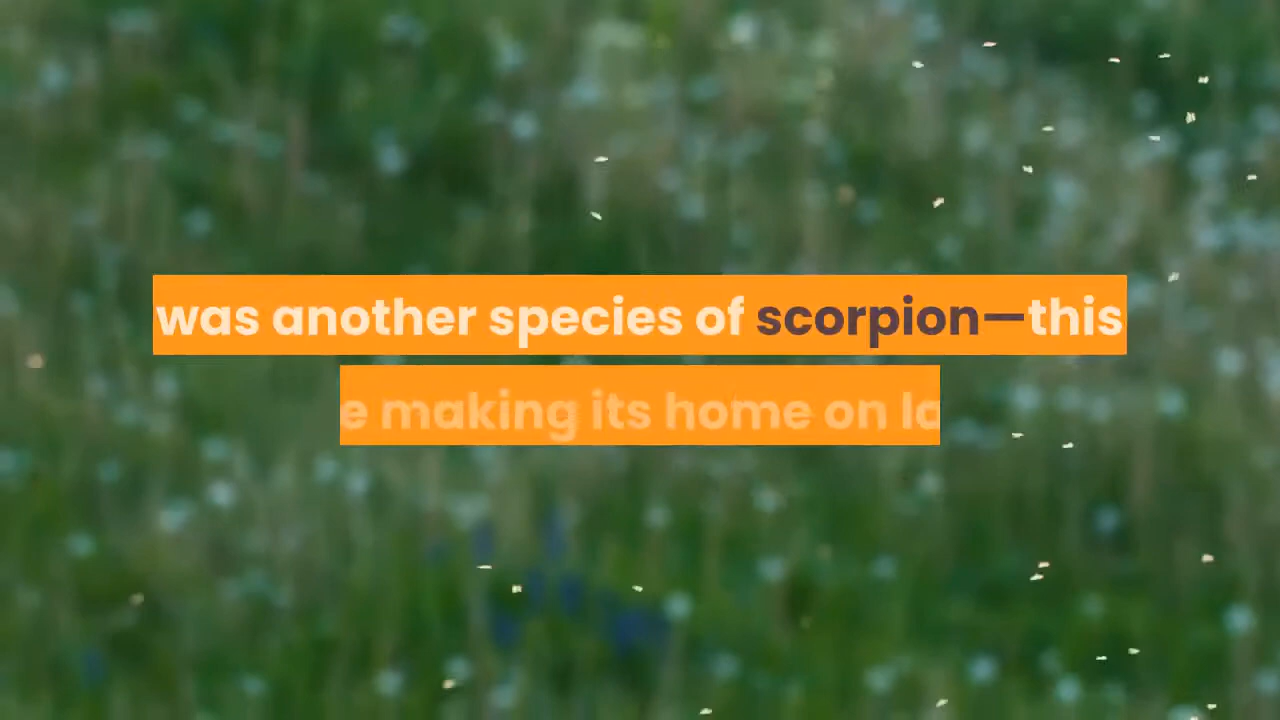 was another species of scorpion—this
making its home on